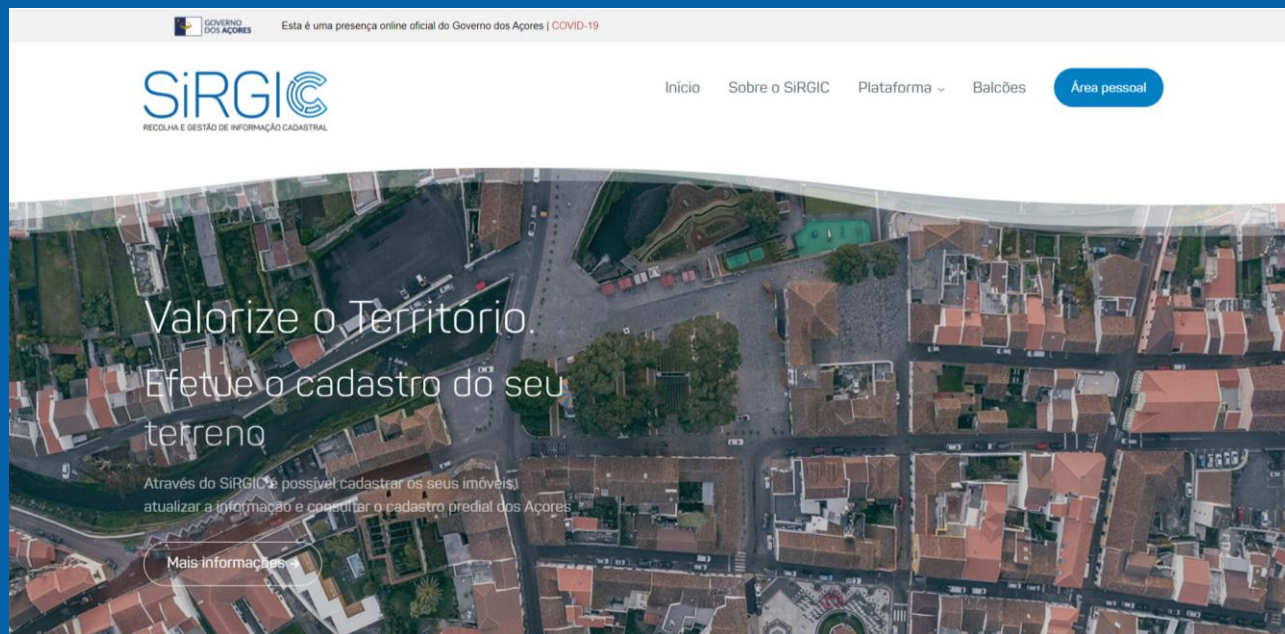 GOVERNO
DOS AÇORES
Esta é uma presença online oficial do Governo dos Açores | COVID-19
SiRGIC
RECOLHA E GESTÃO DE INFORMAÇÃO CADASTRAL
Início Sobre o SiRGIC Plataforma Balcões Área pessoal
Valorize o Território.
Efetue o cadastro do seu
terreno
Através do SiRGIC é possível cadastrar os seus imóveis,
atualizar a informação e consultar o cadastro predial dos Açores
Mais informações →